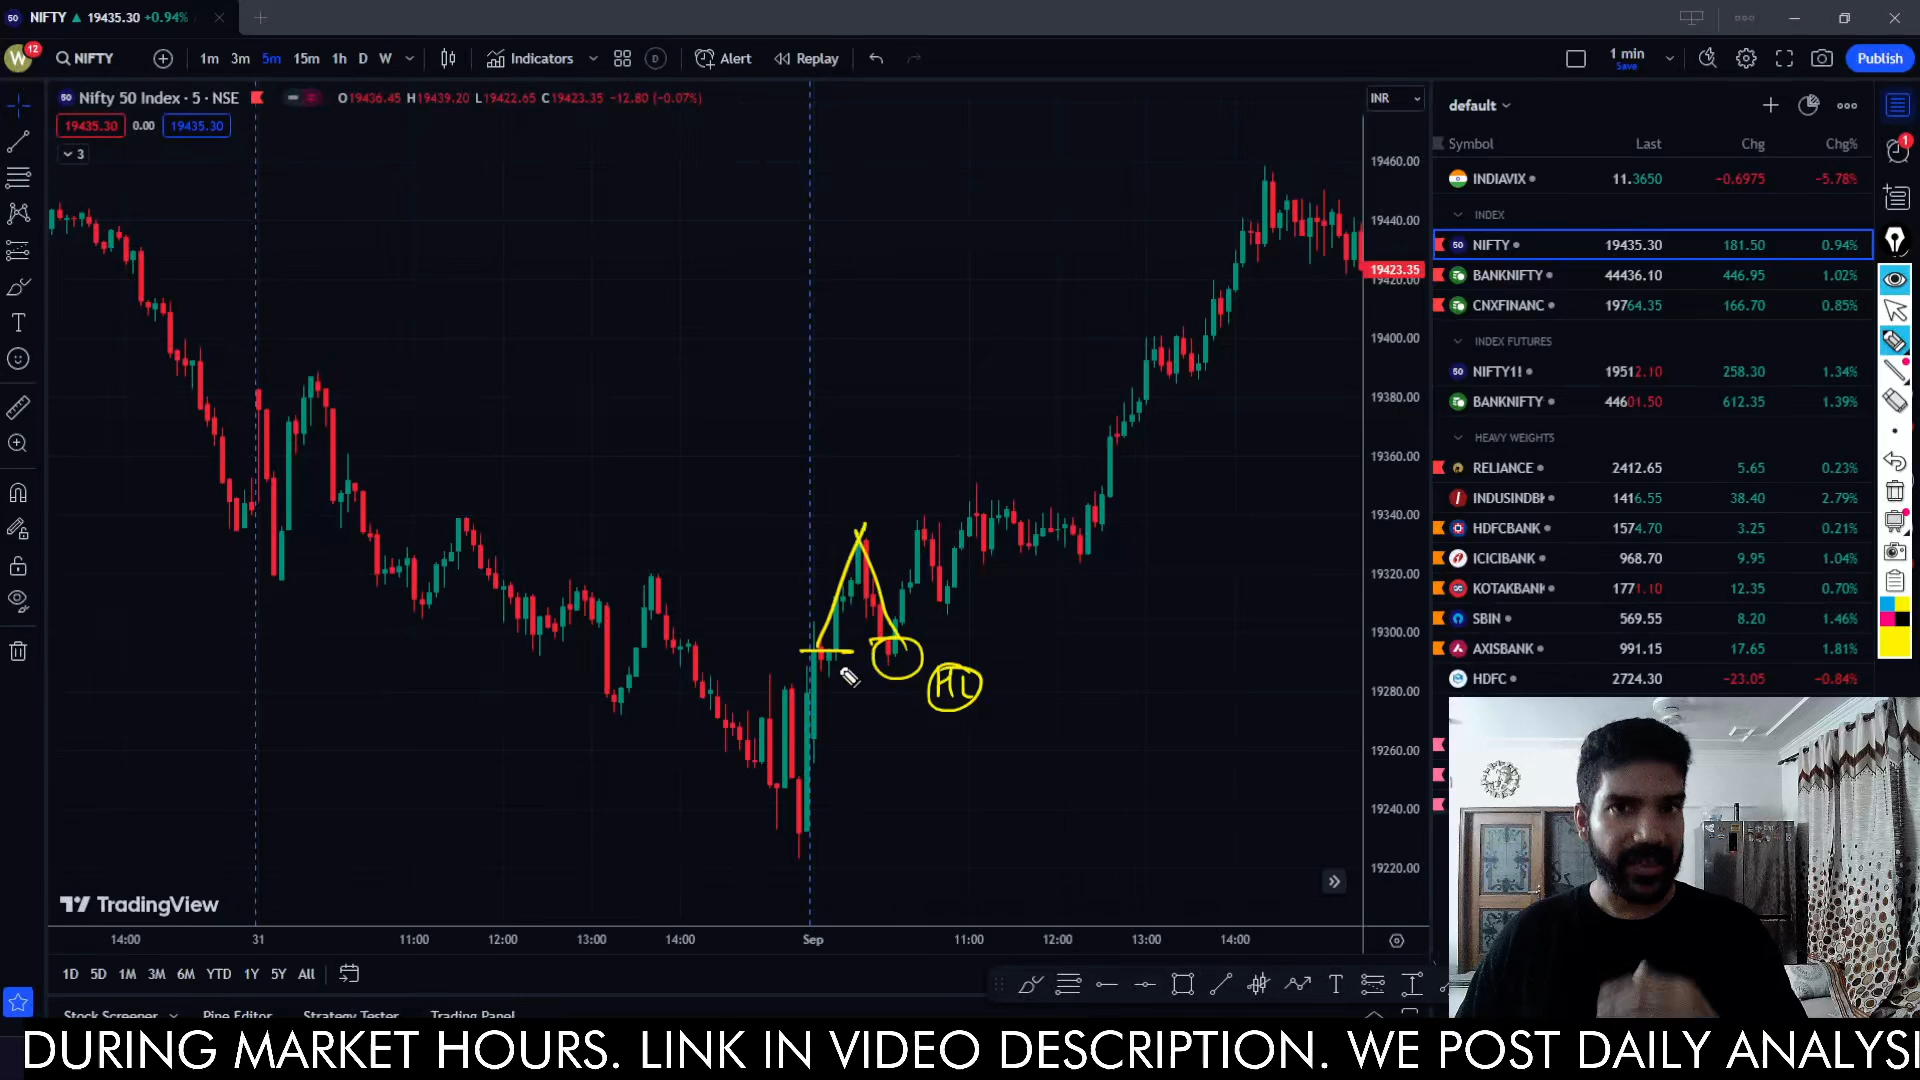 NIFTY ▲ 19435.30 +0.94%
12
NIFTY
1m 3m 5m 15m 1h D W
Indicators
D
Alert
Replay
1 min
Save
Publish
Nifty 50 Index · 5 · NSE
O19436.45 H19439.20 L19422.65 C19423.35 −12.80 (−0.07%)
19435.30 0.00 19435.30
3
INR
19460.00
19440.00
19423.35
19420.00
19400.00
19380.00
19360.00
19340.00
19320.00
19300.00
19280.00
19260.00
19240.00
19220.00
HL
TradingView
14:00 31 11:00 12:00 13:00 14:00 Sep 11:00 12:00 13:00 14:00
1D 5D 1M 3M 6M YTD 1Y 5Y All
Stock Screener Pine Editor Strategy Tester Trading Panel
default
Symbol Last Chg Chg%
INDIAVIX 11.3650 −0.6975 −5.78%
INDEX
NIFTY 19435.30 181.50 0.94%
BANKNIFTY 44436.10 446.95 1.02%
CNXFINANC 19764.35 166.70 0.85%
INDEX FUTURES
NIFTY1! 19512.10 258.30 1.34%
BANKNIFTY 44601.50 612.35 1.39%
HEAVY WEIGHTS
RELIANCE 2412.65 5.65 0.23%
INDUSINDBK 1416.55 38.40 2.79%
HDFCBANK 1574.70 3.25 0.21%
ICICIBANK 968.70 9.95 1.04%
KOTAKBANK 1771.10 12.35 0.70%
SBIN 569.55 8.20 1.46%
AXISBANK 991.15 17.65 1.81%
HDFC 2724.30 −23.05 −0.84%
1
DURING MARKET HOURS. LINK IN VIDEO DESCRIPTION. WE POST DAILY ANALYSI